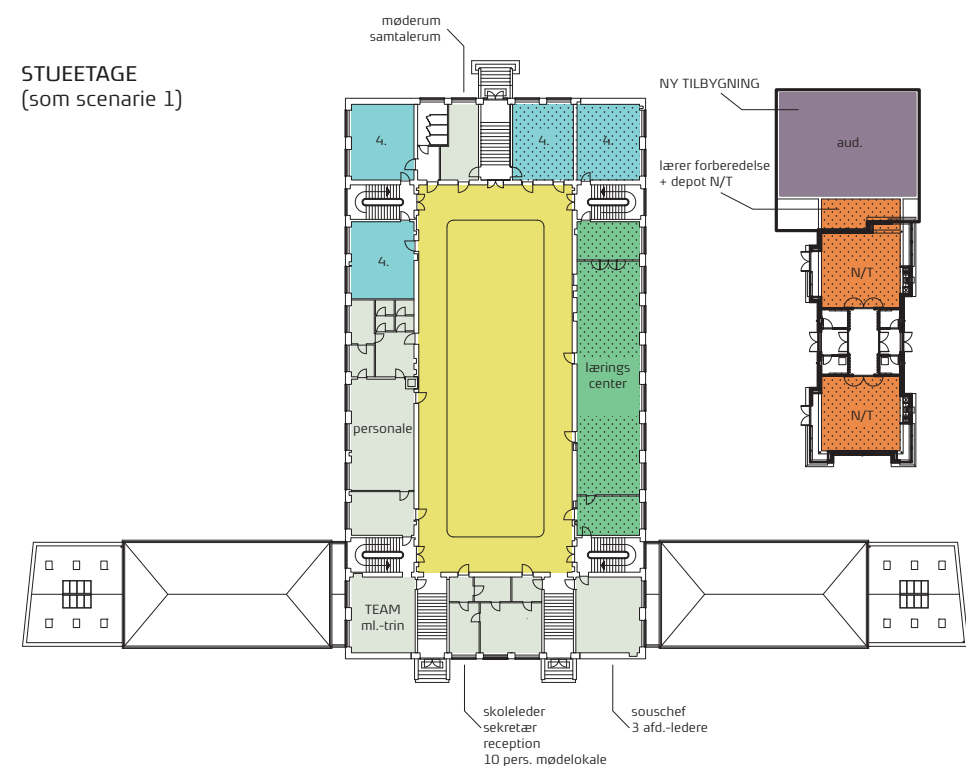 møderum
samtalerum
STUEETAGE
(som scenarie 1)
NY TILBYGNING
4.
4.
4.
aud.
lærer forberedelse
+ depot N/T
4.
N/T
lærings
center
N/T
personale
TEAM
ml.-trin
skoleleder
sekretær
reception
10 pers. mødelokale
souschef
3 afd.-ledere